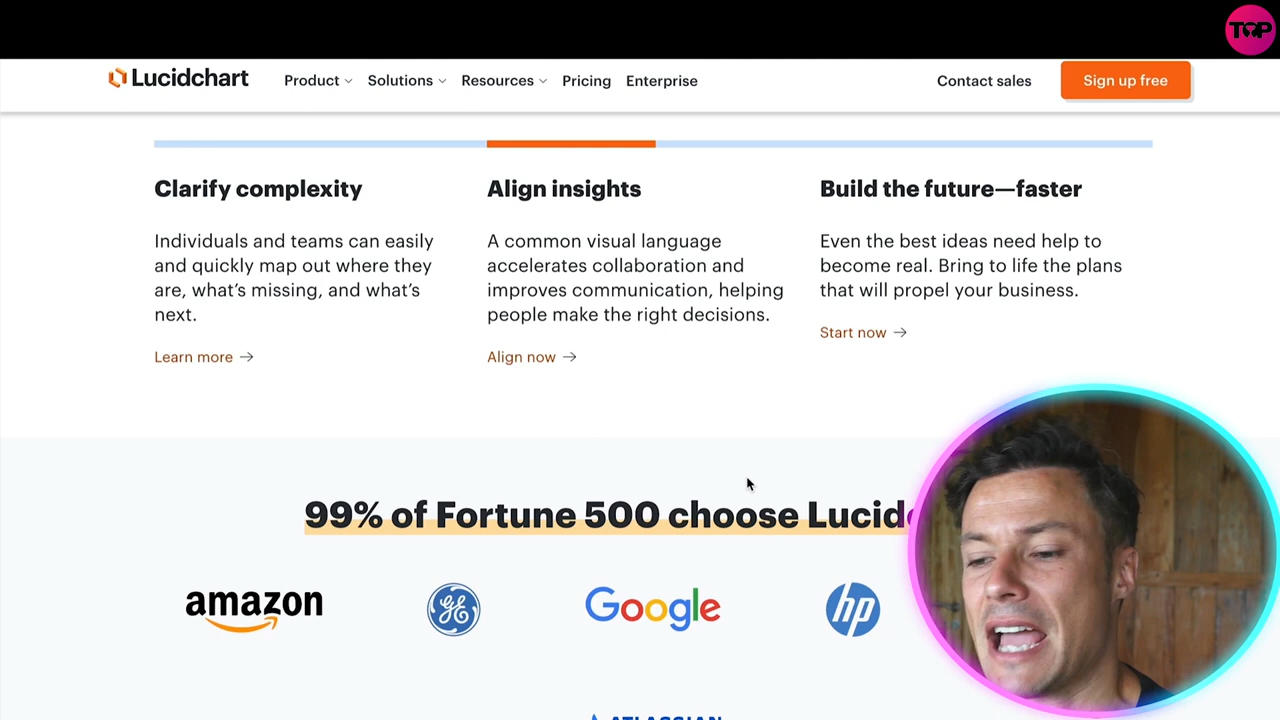 TOP
Lucidchart
Product
Solutions
Resources
Pricing
Enterprise
Contact sales
Sign up free
Clarify complexity
Individuals and teams can easily
and quickly map out where they
are, what's missing, and what's
next.
Learn more →
Align insights
A common visual language
accelerates collaboration and
improves communication, helping
people make the right decisions.
Align now →
Build the future—faster
Even the best ideas need help to
become real. Bring to life the plans
that will propel your business.
Start now →
99% of Fortune 500 choose Lucid
amazon
GE
Google
hp
ATLASSIAN